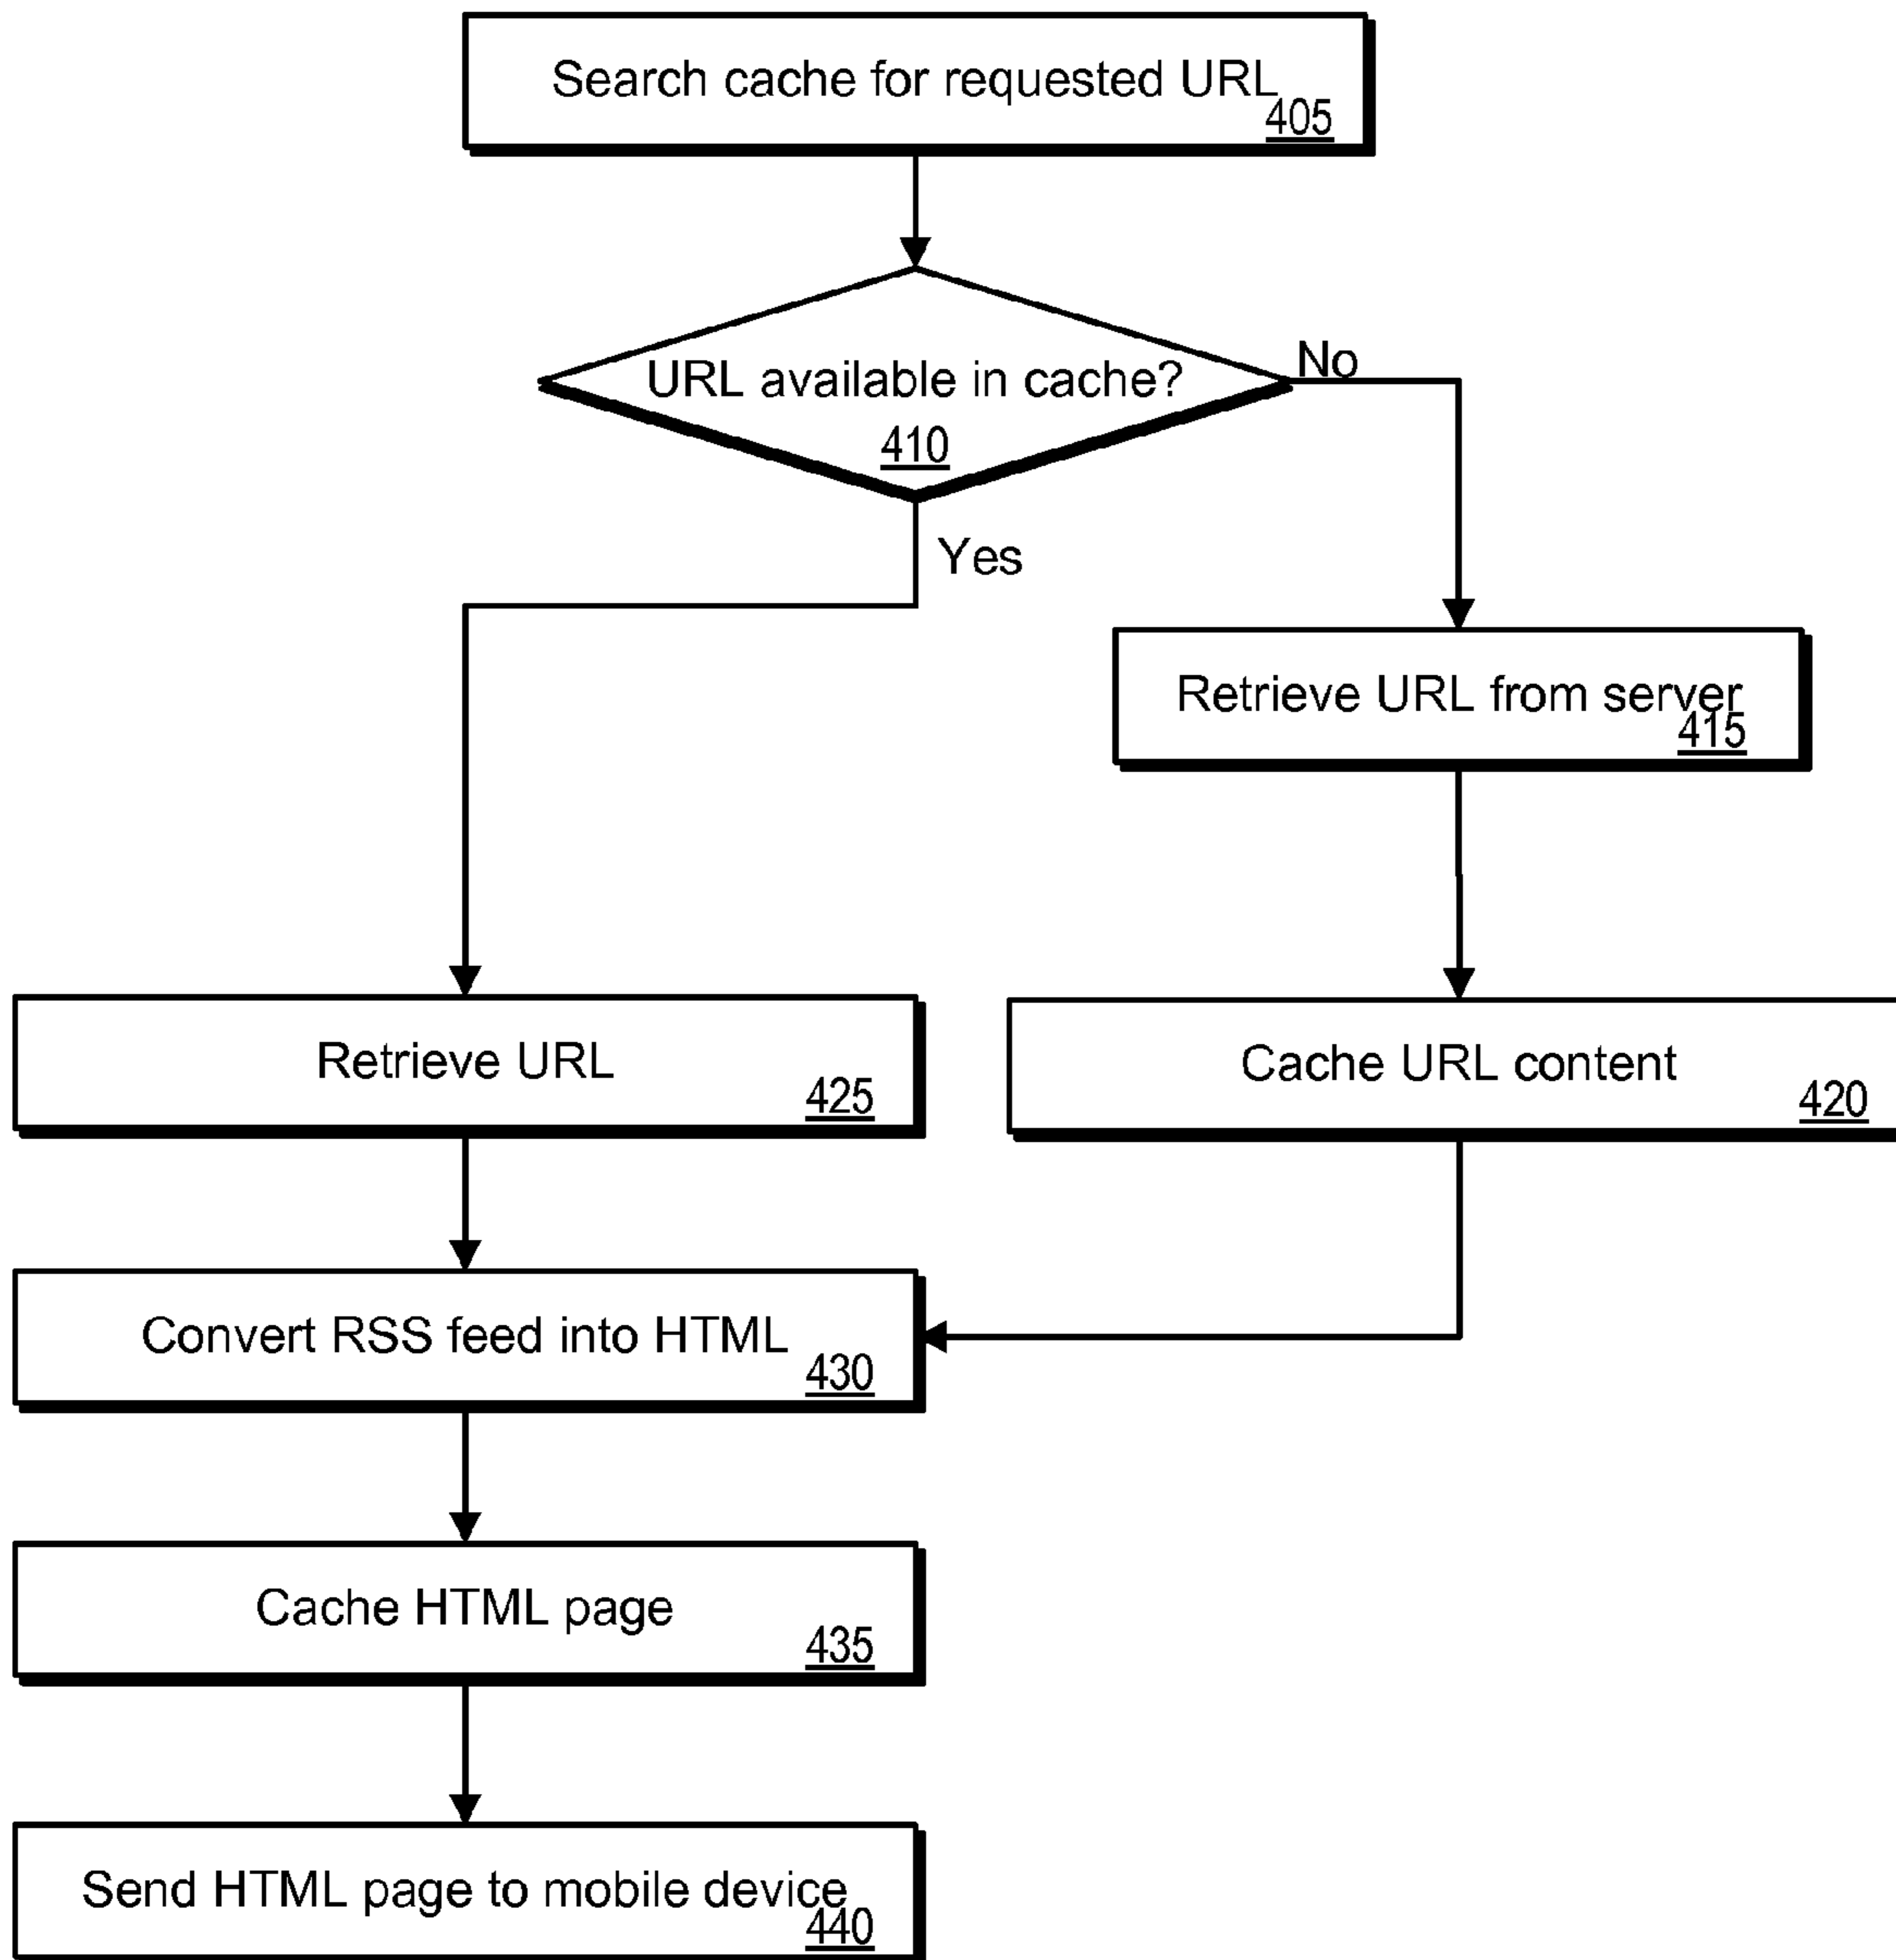 Search cache for requested URL
405
URL available in cache?
410
No
Yes
Retrieve URL from server
415
Retrieve URL
425
Cache URL content
420
Convert RSS feed into HTML
430
Cache HTML page
435
Send HTML page to mobile device
440